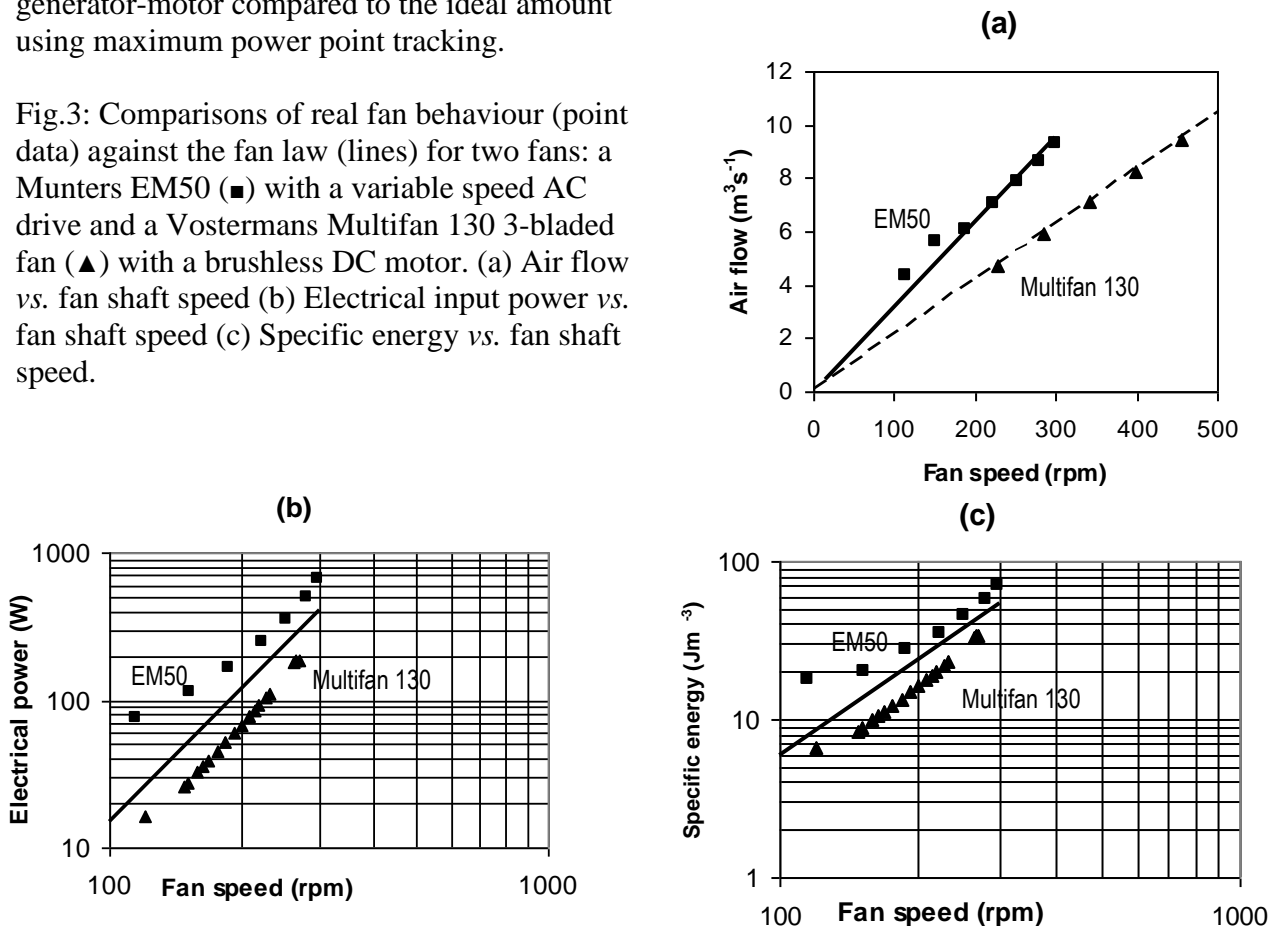 generator-motor compared to the ideal amount
using maximum power point tracking.
Fig.3: Comparisons of real fan behaviour (point
data) against the fan law (lines) for two fans: a
Munters EM50 (■) with a variable speed AC
drive and a Vostermans Multifan 130 3-bladed
fan (▲) with a brushless DC motor. (a) Air flow
vs. fan shaft speed (b) Electrical input power vs.
fan shaft speed (c) Specific energy vs. fan shaft
speed.
(a)
Air flow (m³s⁻¹)
12
10
8
6
4
2
0
EM50
Multifan 130
0 100 200 300 400 500
Fan speed (rpm)
(b)
Electrical power (W)
1000
100
10
EM50
Multifan 130
100 1000
Fan speed (rpm)
(c)
Specific energy (Jm⁻³)
100
10
1
EM50
Multifan 130
100 1000
Fan speed (rpm)